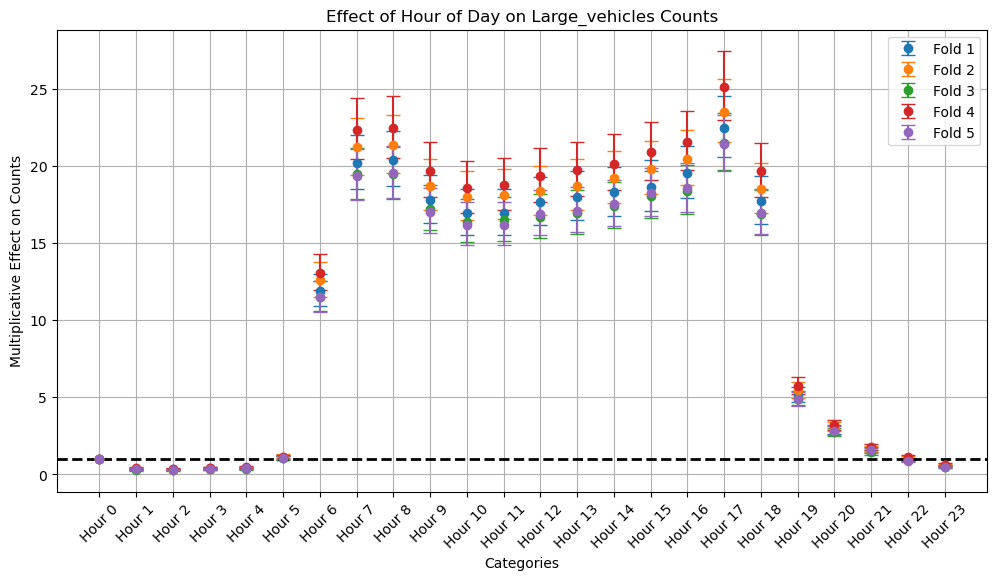 Effect of Hour of Day on Large_vehicles Counts
Multiplicative Effect on Counts
25
20
15
10
5
0
Fold 1
Fold 2
Fold 3
Fold 4
Fold 5
Hour 0
Hour 1
Hour 2
Hour 3
Hour 4
Hour 5
Hour 6
Hour 7
Hour 8
Hour 9
Hour 10
Hour 11
Hour 12
Hour 13
Hour 14
Hour 15
Hour 16
Hour 17
Hour 18
Hour 19
Hour 20
Hour 21
Hour 22
Hour 23
Categories